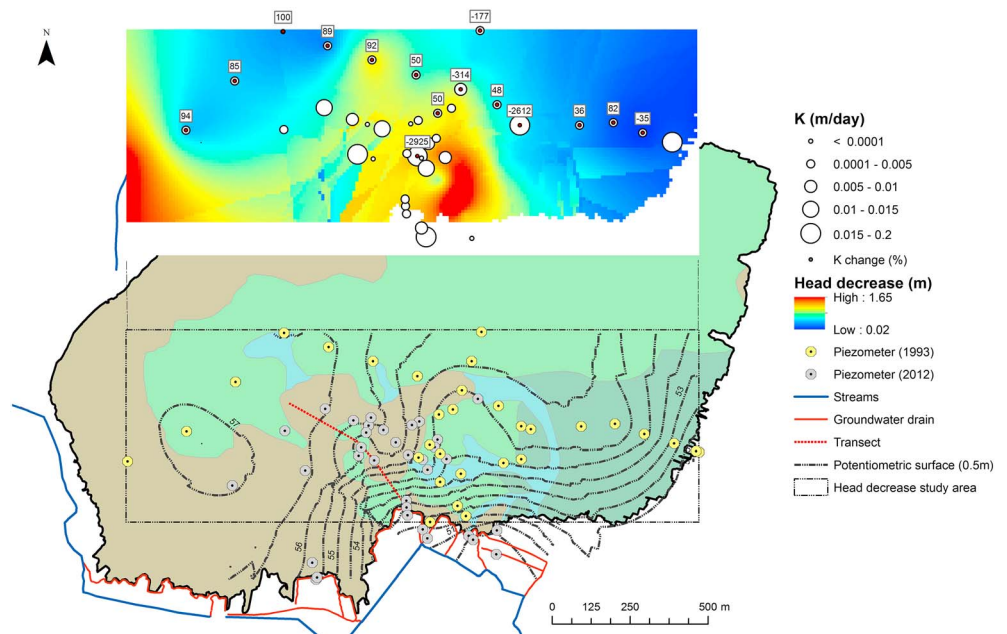 N
100
-177
89
92
50
85
-314
50
48
94
-2612
36
82
-35
-2925
K (m/day)
< 0.0001
0.0001 - 0.005
0.005 - 0.01
0.01 - 0.015
0.015 - 0.2
K change (%)
Head decrease (m)
High : 1.65
Low : 0.02
Piezometer (1993)
Piezometer (2012)
Streams
Groundwater drain
Transect
Potentiometric surface (0.5m)
Head decrease study area
57
53
56
55
54
0 125 250 500 m